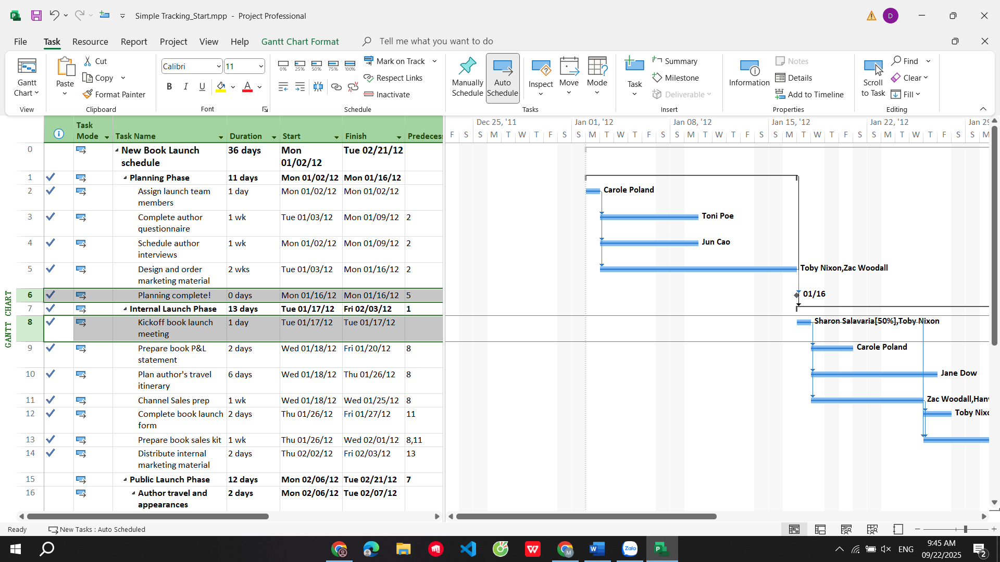 Simple Tracking_Start.mpp - Project Professional
D
File Task Resource Report Project View Help Gantt Chart Format Tell me what you want to do
Gantt Chart
View
Paste
Cut
Copy
Format Painter
Clipboard
Calibri 11
B I U A
Font
0% 25% 50% 75% 100%
Mark on Track
Respect Links
Inactivate
Schedule
Manually Schedule
Auto Schedule
Inspect
Move
Mode
Tasks
Task
Summary
Milestone
Deliverable
Insert
Information
Notes
Details
Add to Timeline
Properties
Scroll to Task
Find
Clear
Fill
Editing
GANTT CHART
Task Mode Task Name Duration Start Finish Predecess
0 New Book Launch schedule 36 days Mon 01/02/12 Tue 02/21/12
1 Planning Phase 11 days Mon 01/02/12 Mon 01/16/12
2 Assign launch team members 1 day Mon 01/02/12 Mon 01/02/12
3 Complete author questionnaire 1 wk Tue 01/03/12 Mon 01/09/12 2
4 Schedule author interviews 1 wk Mon 01/02/12 Mon 01/09/12 2
5 Design and order marketing material 2 wks Tue 01/03/12 Mon 01/16/12 2
6 Planning complete! 0 days Mon 01/16/12 Mon 01/16/12 5
7 Internal Launch Phase 13 days Tue 01/17/12 Fri 02/03/12 1
8 Kickoff book launch meeting 1 day Tue 01/17/12 Tue 01/17/12
9 Prepare book P&L statement 2 days Wed 01/18/12 Fri 01/20/12 8
10 Plan author's travel itinerary 6 days Wed 01/18/12 Thu 01/26/12 8
11 Channel Sales prep 1 wk Wed 01/18/12 Wed 01/25/12 8
12 Complete book launch form 2 days Thu 01/26/12 Fri 01/27/12 11
13 Prepare book sales kit 1 wk Thu 01/26/12 Wed 02/01/12 8,11
14 Distribute internal marketing material 2 days Thu 02/02/12 Fri 02/03/12 13
15 Public Launch Phase 12 days Mon 02/06/12 Tue 02/21/12 7
16 Author travel and appearances 2 days Mon 02/06/12 Tue 02/07/12
Dec 25, '11 Jan 01, '12 Jan 08, '12 Jan 15, '12 Jan 22, '12 Jan 29
F S S M T W T F S S M T W T F S S M T W T F S S M T W T F S S M T W T F S S M
Carole Poland
Toni Poe
Jun Cao
Toby Nixon,Zac Woodall
01/16
Sharon Salavaria[50%],Toby Nixon
Carole Poland
Jane Dow
Zac Woodall,Han
Toby Nixo
Ready New Tasks : Auto Scheduled
Zalo
ENG
9:45 AM
09/22/2025
2